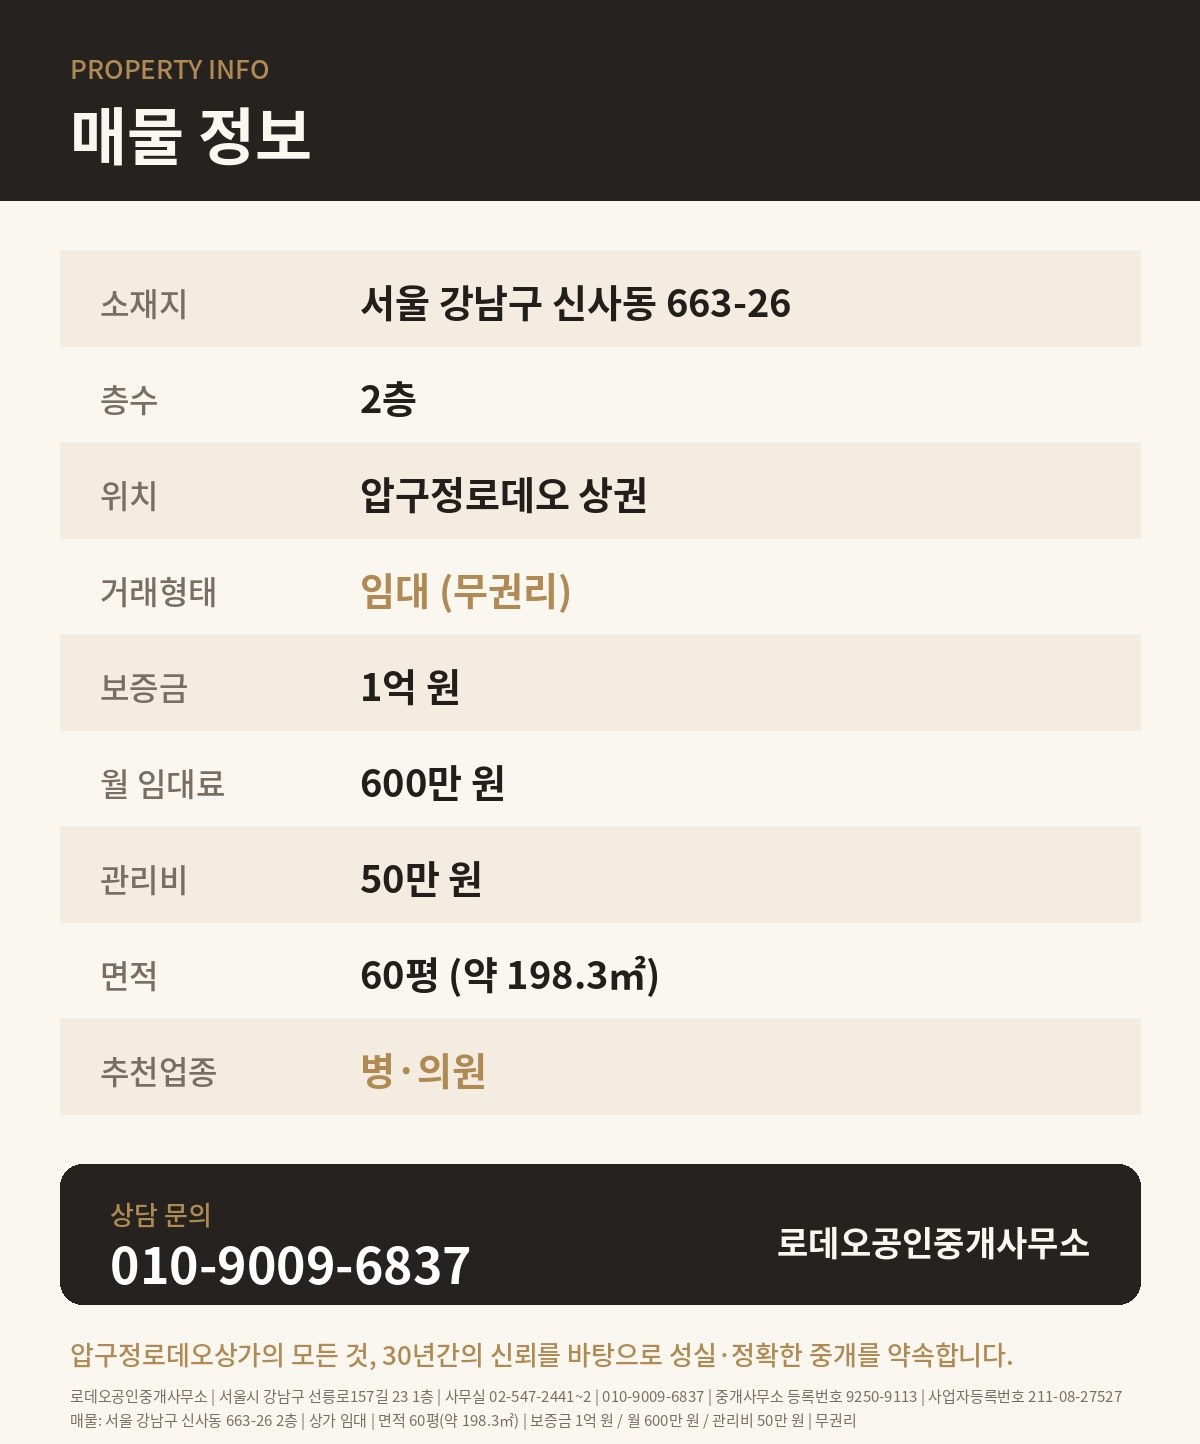 PROPERTY INFO
매물 정보
소재지 서울 강남구 신사동 663-26
층수 2층
위치 압구정로데오 상권
거래형태 임대 (무권리)
보증금 1억 원
월 임대료 600만 원
관리비 50만 원
면적 60평 (약 198.3㎡)
추천업종 병·의원
상담 문의
010-9009-6837
로데오공인중개사무소
압구정로데오상가의 모든 것, 30년간의 신뢰를 바탕으로 성실·정확한 중개를 약속합니다.
로데오공인중개사무소 | 서울시 강남구 선릉로157길 23 1층 | 사무실 02-547-2441~2 | 010-9009-6837 | 중개사무소 등록번호 9250-9113 | 사업자등록번호 211-08-27527
매물: 서울 강남구 신사동 663-26 2층 | 상가 임대 | 면적 60평(약 198.3㎡) | 보증금 1억 원 / 월 600만 원 / 관리비 50만 원 | 무권리